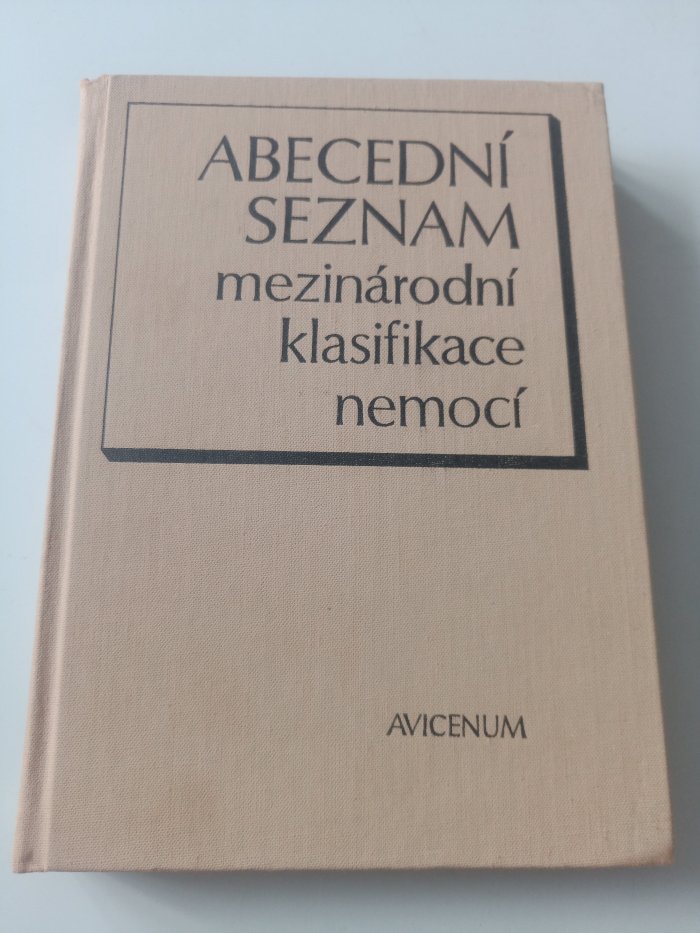 ABECEDNÍ
SEZNAM
mezinárodní
klasifikace
nemocí
AVICENUM